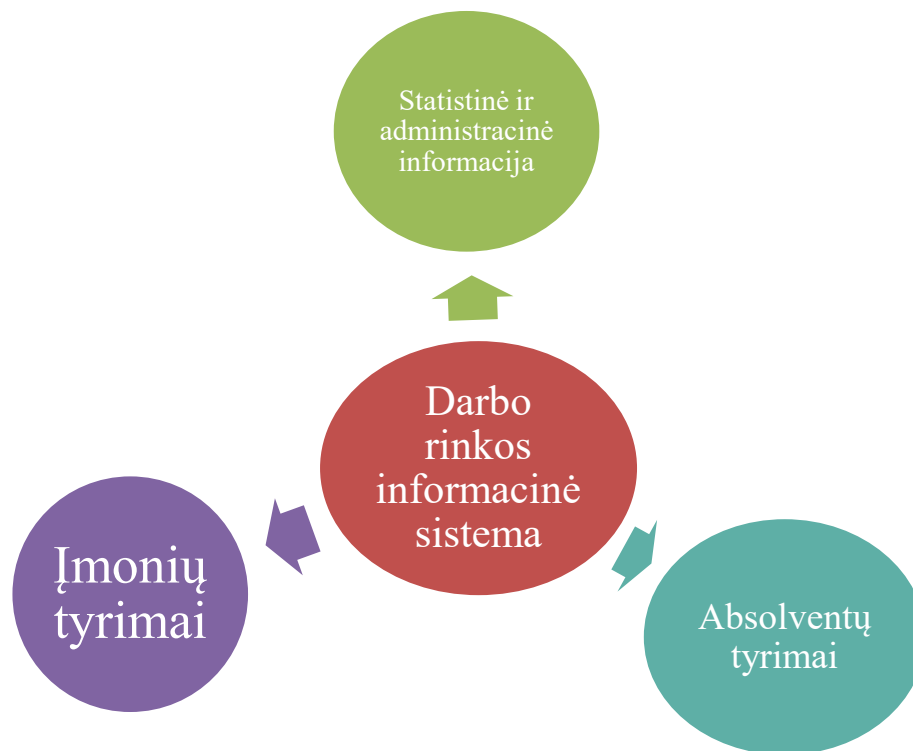 Statistinė ir
administracinė
informacija
Darbo
rinkos
informacinė
sistema
Įmonių
tyrimai
Absolventų
tyrimai